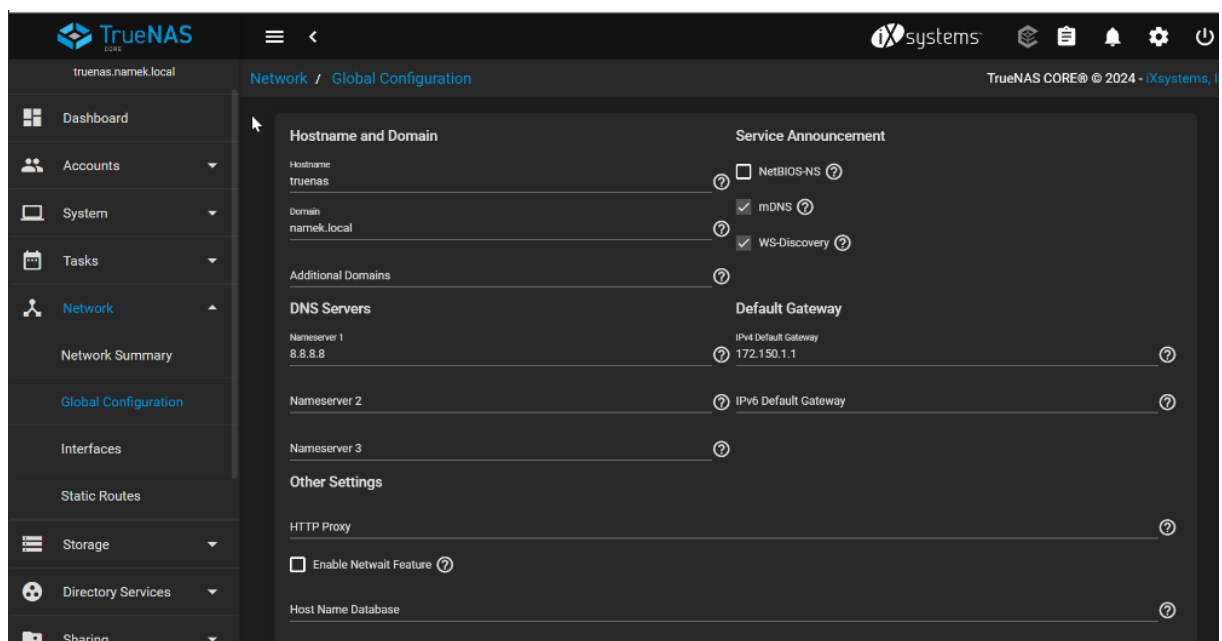 TrueNAS
CORE
iX systems
truenas.namek.local
Network / Global Configuration
TrueNAS CORE® © 2024 - iXsystems, I
Dashboard
Accounts
System
Tasks
Network
Network Summary
Global Configuration
Interfaces
Static Routes
Storage
Directory Services
Sharing
Hostname and Domain
Hostname
truenas
Domain
namek.local
Additional Domains
Service Announcement
NetBIOS-NS
mDNS
WS-Discovery
DNS Servers
Nameserver 1
8.8.8.8
Nameserver 2
Nameserver 3
Default Gateway
IPv4 Default Gateway
172.150.1.1
IPv6 Default Gateway
Other Settings
HTTP Proxy
Enable Netwait Feature
Host Name Database